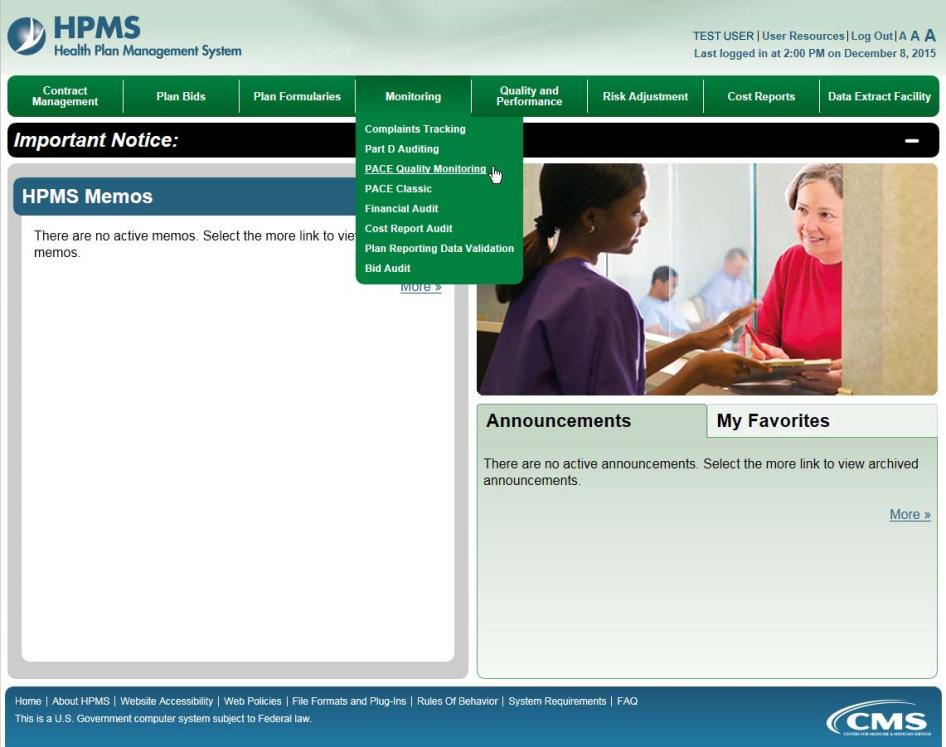 HPMS
Health Plan Management System
TEST USER | User Resources | Log Out | A A A
Last logged in at 2:00 PM on December 8, 2015
Contract Management
Plan Bids
Plan Formularies
Monitoring
Quality and Performance
Risk Adjustment
Cost Reports
Data Extract Facility
Complaints Tracking
Part D Auditing
PACE Quality Monitoring
PACE Classic
Financial Audit
Cost Report Audit
Plan Reporting Data Validation
Bid Audit
Important Notice:
HPMS Memos
There are no active memos. Select the more link to vie
memos.
More »
Announcements
My Favorites
There are no active announcements. Select the more link to view archived
announcements.
More »
Home | About HPMS | Website Accessibility | Web Policies | File Formats and Plug-Ins | Rules Of Behavior | System Requirements | FAQ
This is a U.S. Government computer system subject to Federal law.
CMS
CENTERS FOR MEDICARE & MEDICAID SERVICES